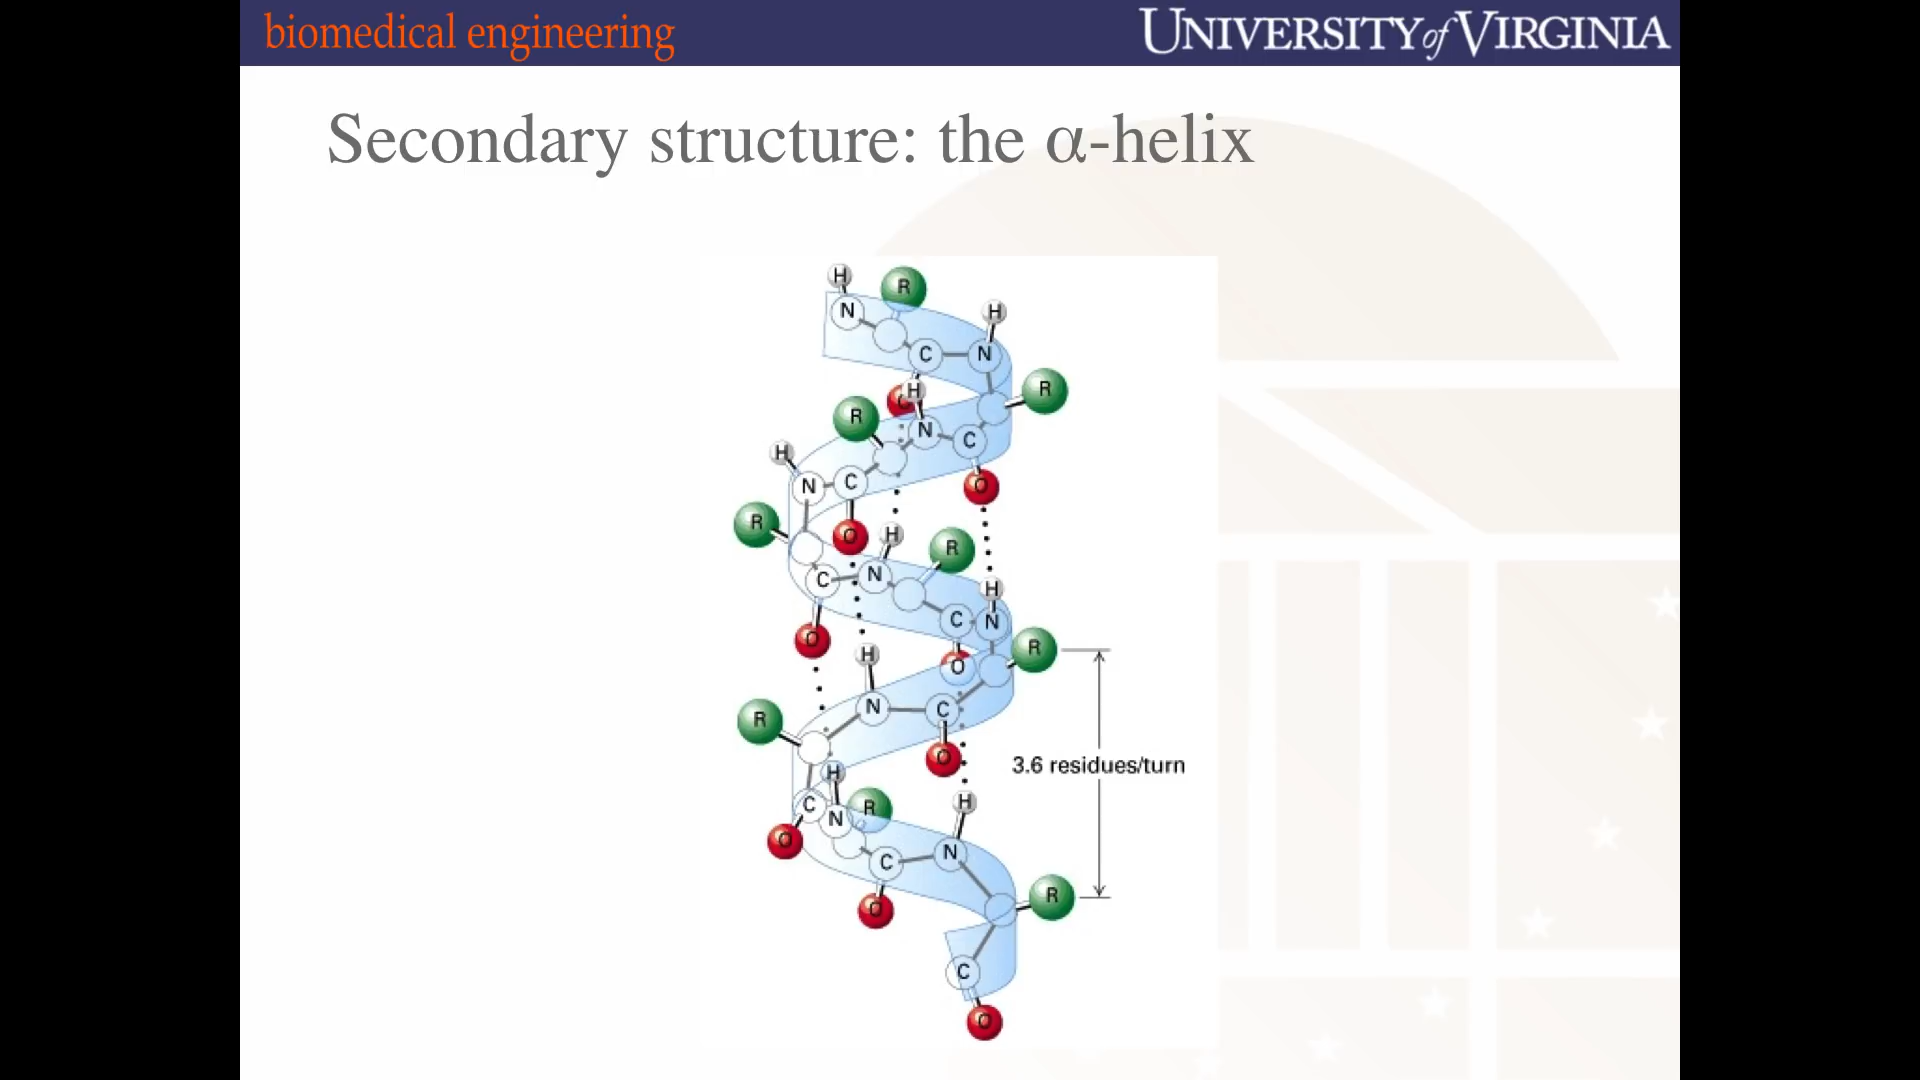 biomedical engineering
UNIVERSITY of VIRGINIA
Secondary structure: the α-helix
H
R
N
H
C
N
R
H
O
R
N
C
H
N
C
O
R
O
H
R
C
N
H
C
N
O
R
H
O
R
N
C
O
3.6 residues/turn
H
C
N
R
H
O
C
N
R
O
C
O